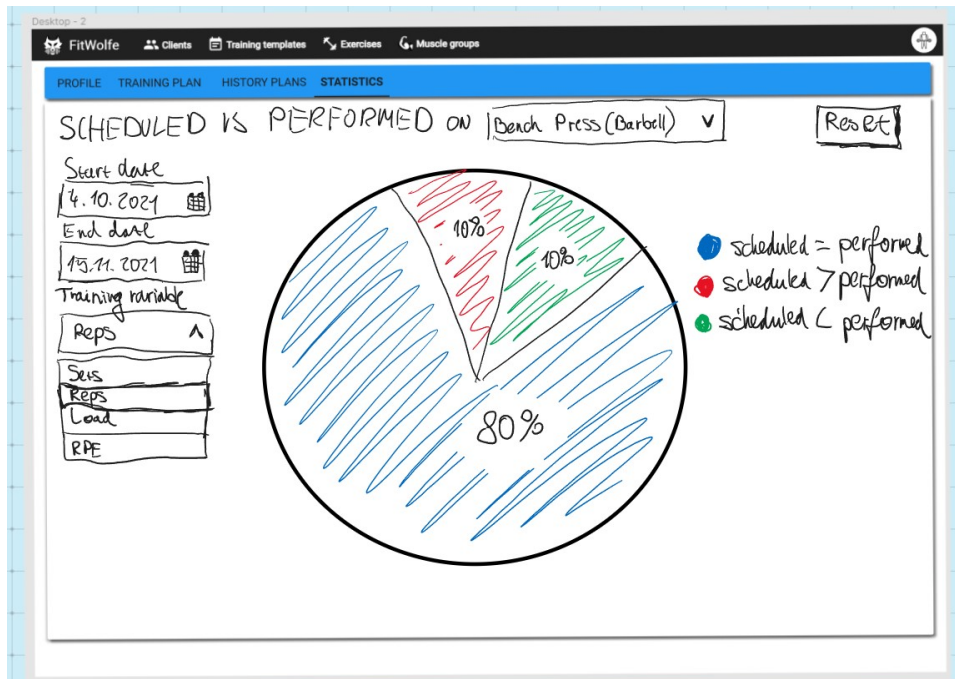 Desktop - 2
FitWolfe Clients Training templates Exercises Muscle groups
PROFILE TRAINING PLAN HISTORY PLANS STATISTICS
SCHEDULED VS PERFORMED ON Bench Press (Barbell) V Reset
Start date
4.10.2021
End date
15.11.2021
Training variable
Reps
Sets
Reps
Load
RPE
10%
10%
80%
scheduled = performed
scheduled > performed
scheduled < performed